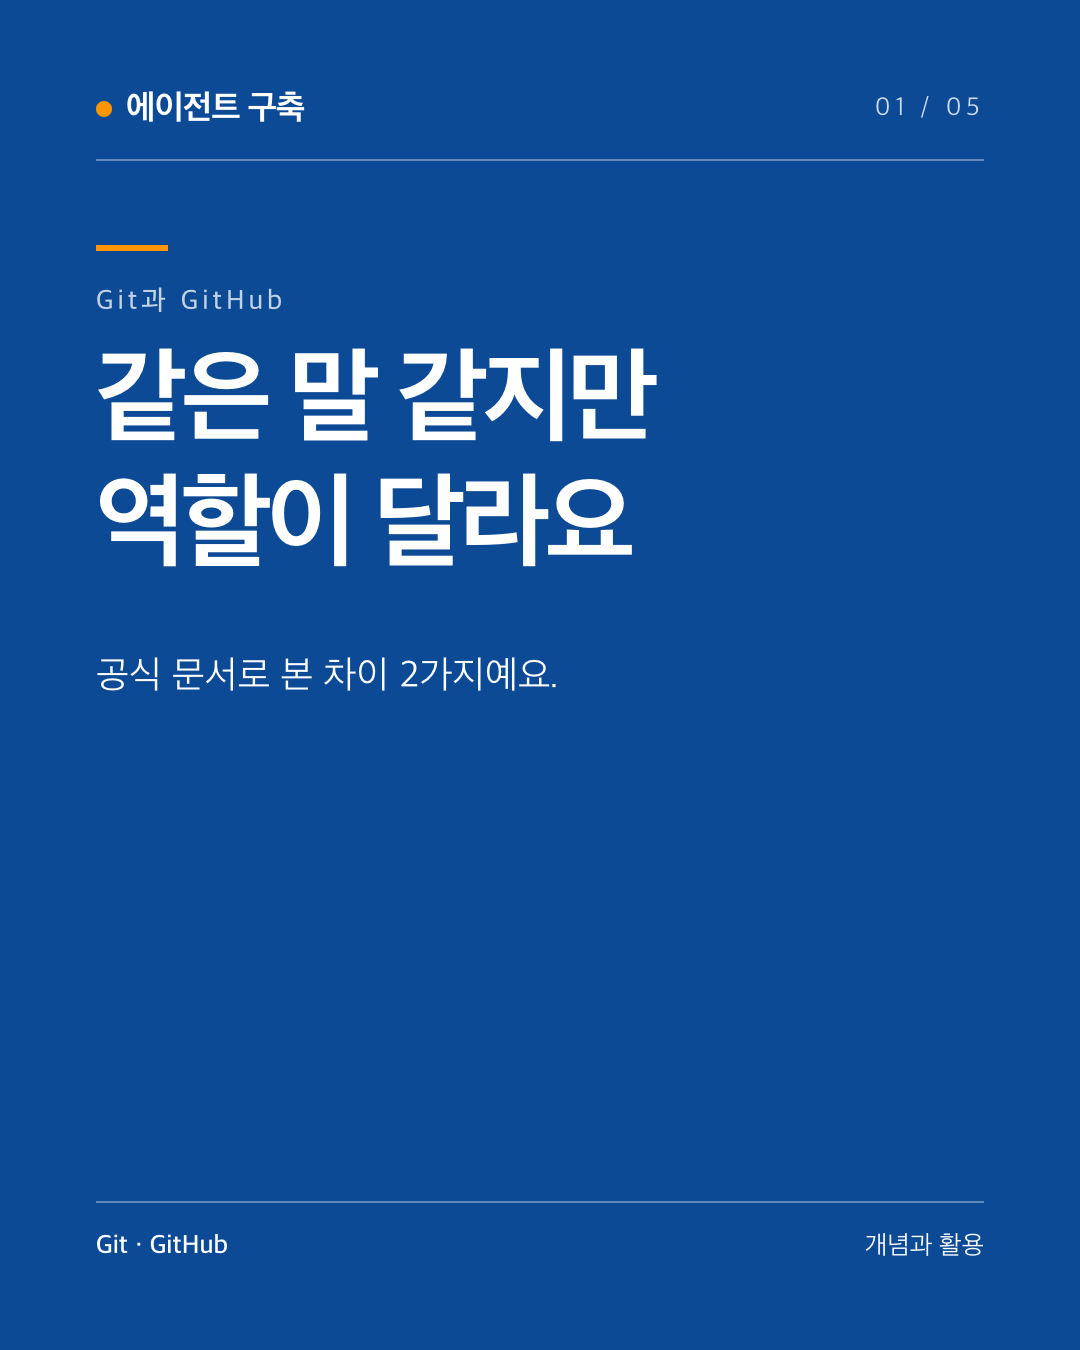 에이전트 구축
01 / 05
Git과 GitHub
같은 말 같지만
역할이 달라요
공식 문서로 본 차이 2가지예요.
Git · GitHub
개념과 활용